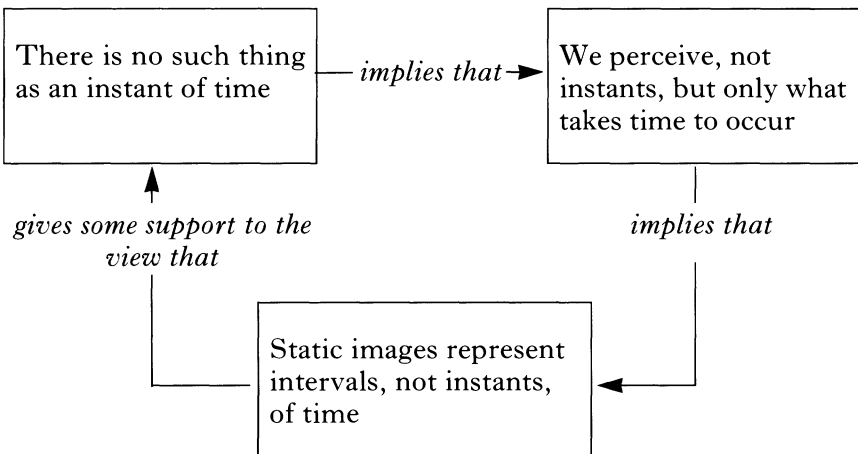 There is no such thing
as an instant of time
implies that
We perceive, not
instants, but only what
takes time to occur
gives some support to the
view that
implies that
Static images represent
intervals, not instants,
of time